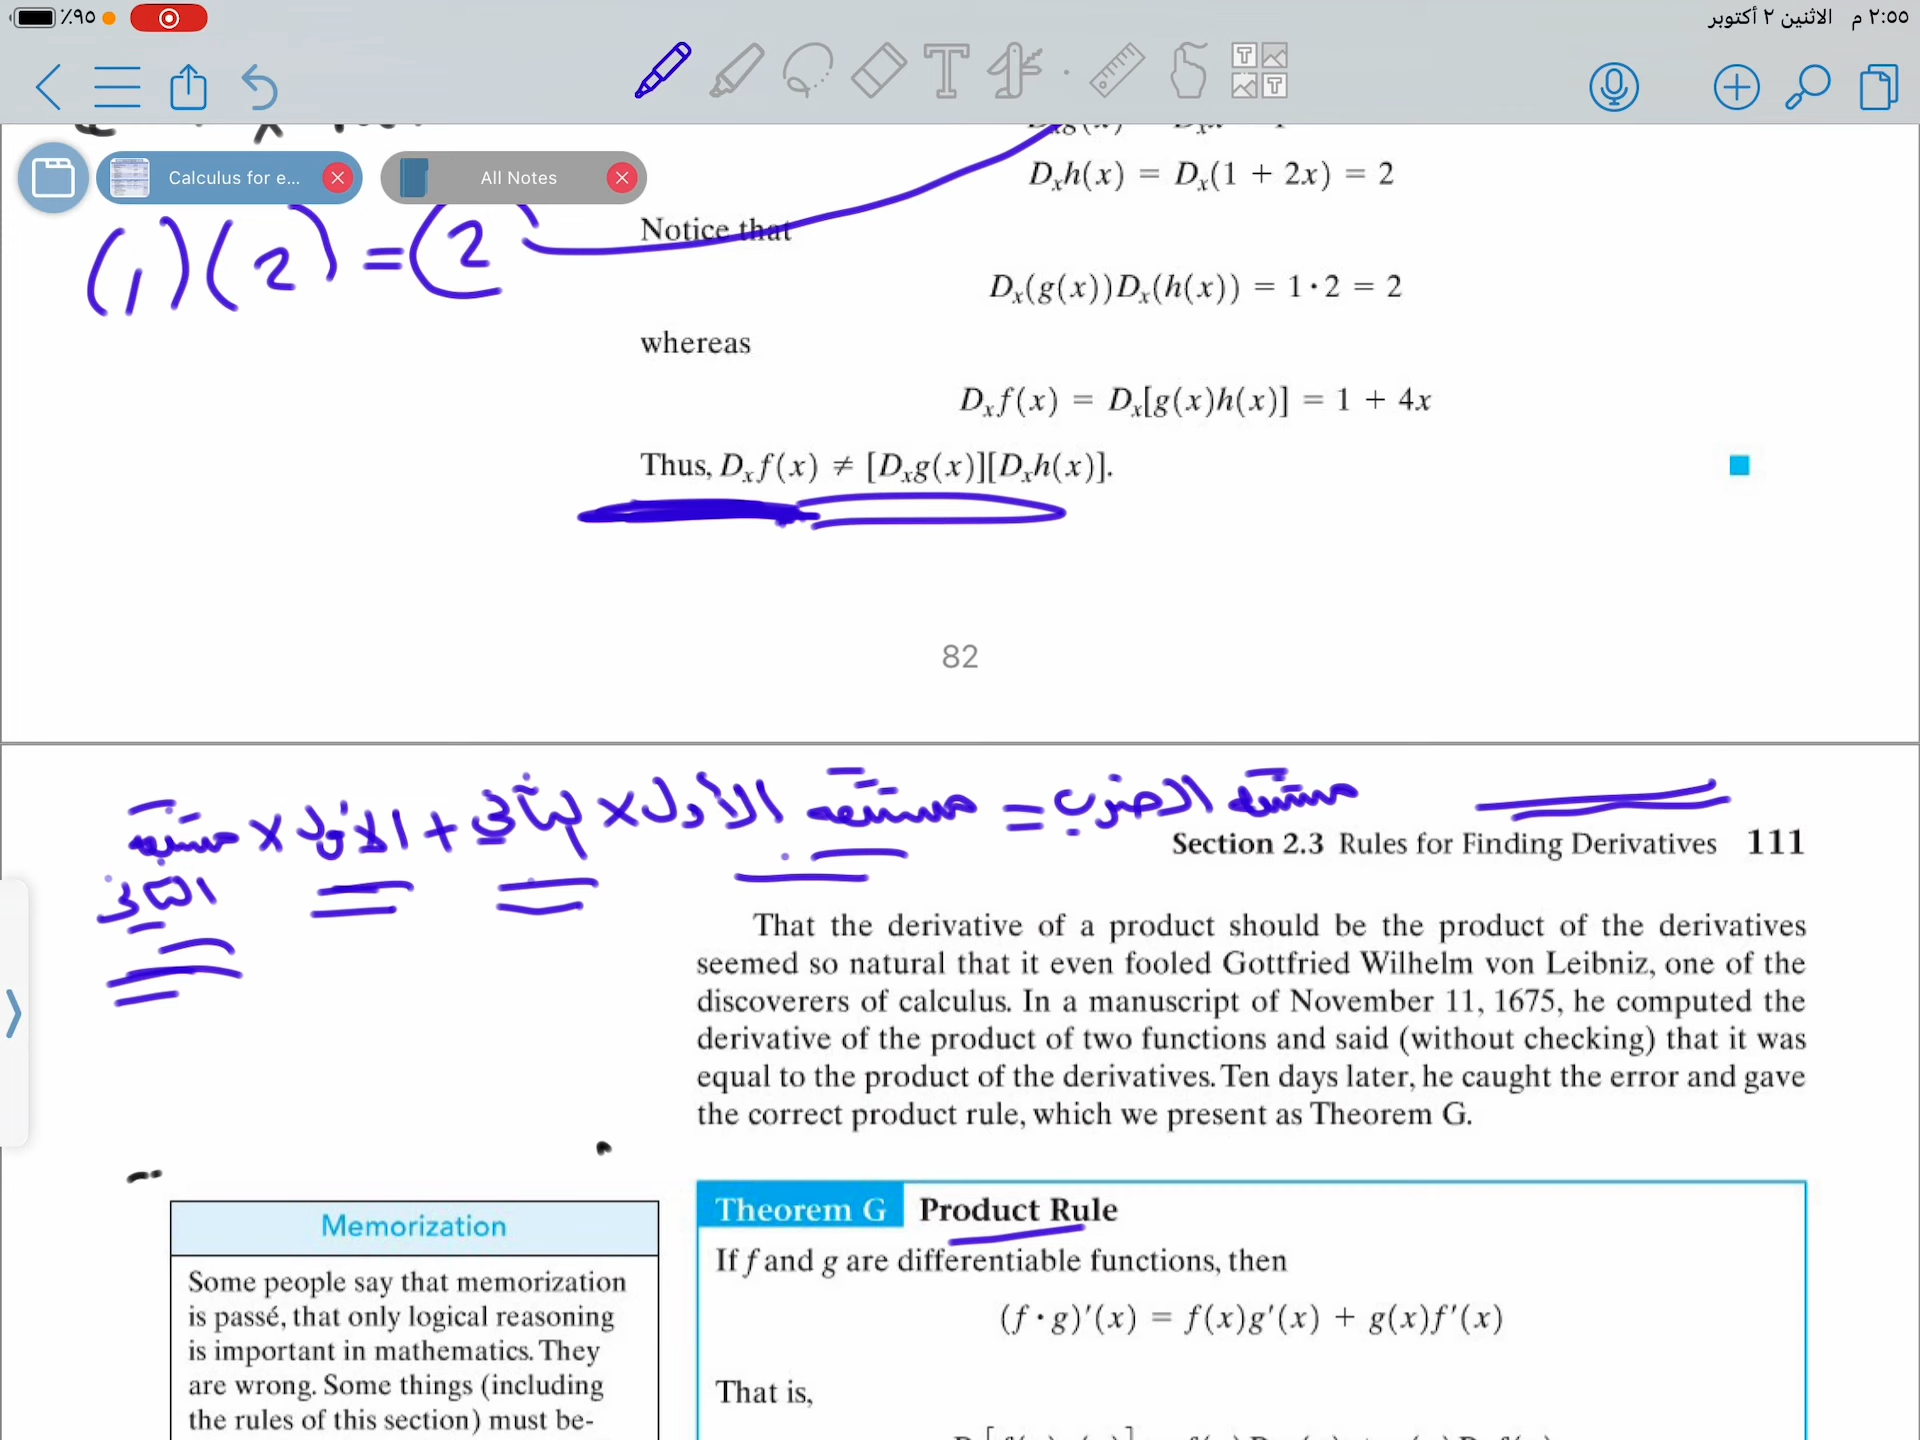 ٪٩٥
٢:٥٥ م الاثنين ٢ أكتوبر
Calculus for e...
All Notes
Dₓh(x) = Dₓ(1 + 2x) = 2
(1)(2) = 2
Notice that
Dₓ(g(x))Dₓ(h(x)) = 1·2 = 2
whereas
Dₓf(x) = Dₓ[g(x)h(x)] = 1 + 4x
Thus, Dₓf(x) ≠ [Dₓg(x)][Dₓh(x)].
82
مشتقة الضرب = مشتقة الأول × الثاني + الاول × مشتقة
الثاني
Section 2.3 Rules for Finding Derivatives 111
That the derivative of a product should be the product of the derivatives
seemed so natural that it even fooled Gottfried Wilhelm von Leibniz, one of the
discoverers of calculus. In a manuscript of November 11, 1675, he computed the
derivative of the product of two functions and said (without checking) that it was
equal to the product of the derivatives. Ten days later, he caught the error and gave
the correct product rule, which we present as Theorem G.
Memorization
Some people say that memorization
is passé, that only logical reasoning
is important in mathematics. They
are wrong. Some things (including
the rules of this section) must be-
Theorem G Product Rule
If f and g are differentiable functions, then
(f · g)′(x) = f(x)g′(x) + g(x)f′(x)
That is,